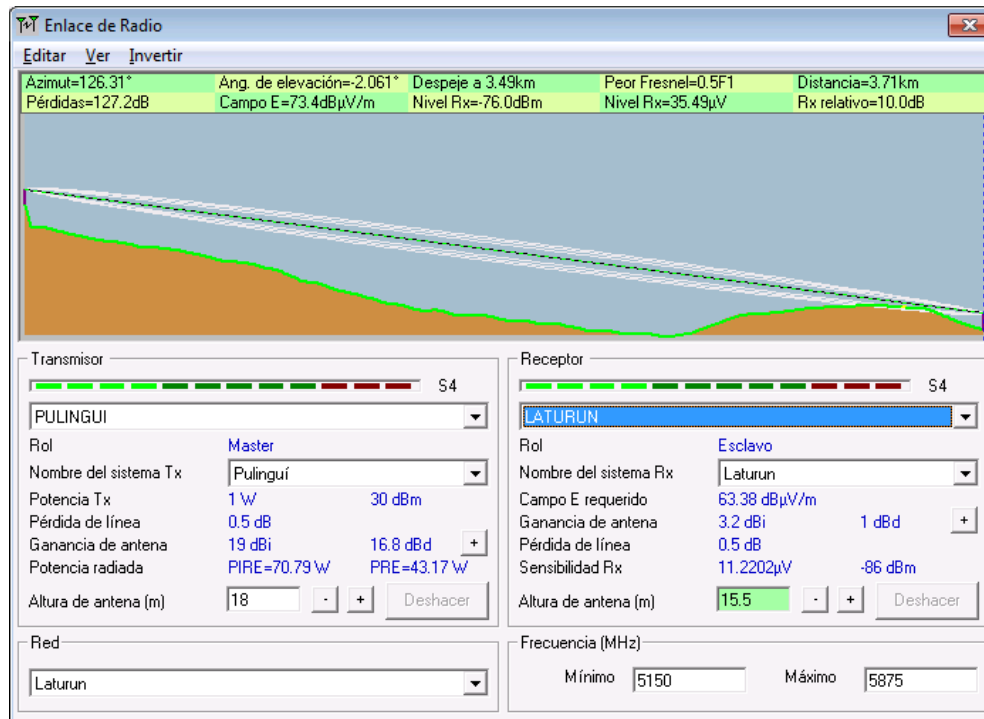 Enlace de Radio
Editar Ver Invertir
Azimut=126.31° Ang. de elevación=-2.061° Despeje a 3.49km Peor Fresnel=0.5F1 Distancia=3.71km
Pérdidas=127.2dB Campo E=73.4dBµV/m Nivel Rx=-76.0dBm Nivel Rx=35.49µV Rx relativo=10.0dB
Transmisor
S4
PULINGUI
Rol Master
Nombre del sistema Tx Pulinguí
Potencia Tx 1 W 30 dBm
Pérdida de línea 0.5 dB
Ganancia de antena 19 dBi 16.8 dBd +
Potencia radiada PIRE=70.79 W PRE=43.17 W
Altura de antena (m) 18 - + Deshacer
Receptor
S4
LATURUN
Rol Esclavo
Nombre del sistema Rx Laturun
Campo E requerido 63.38 dBµV/m
Ganancia de antena 3.2 dBi 1 dBd +
Pérdida de línea 0.5 dB
Sensibilidad Rx 11.2202µV -86 dBm
Altura de antena (m) 15.5 - + Deshacer
Red
Laturun
Frecuencia (MHz)
Mínimo 5150 Máximo 5875